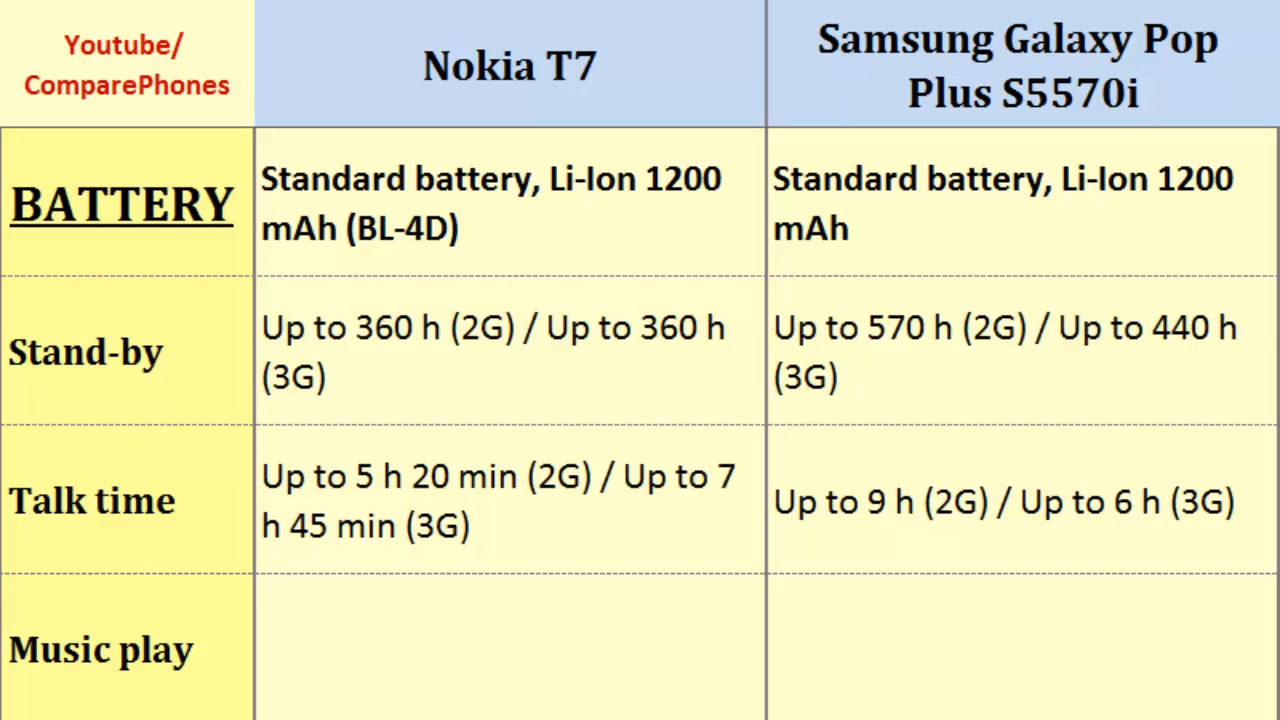 Youtube/
ComparePhones
Nokia T7
Samsung Galaxy Pop
Plus S5570i
BATTERY
Standard battery, Li-Ion 1200
mAh (BL-4D)
Standard battery, Li-Ion 1200
mAh
Stand-by
Up to 360 h (2G) / Up to 360 h
(3G)
Up to 570 h (2G) / Up to 440 h
(3G)
Talk time
Up to 5 h 20 min (2G) / Up to 7
h 45 min (3G)
Up to 9 h (2G) / Up to 6 h (3G)
Music play